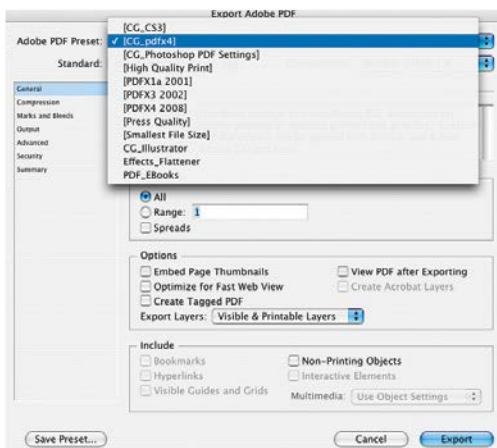 Export Adobe PDF
Adobe PDF Preset:
[CG_CS3]
✓ [CG_pdfx4]
[CG_Photoshop PDF Settings]
[High Quality Print]
[PDFX1a 2001]
[PDFX3 2002]
[PDFX4 2008]
[Press Quality]
[Smallest File Size]
CG_Illustrator
Effects_Flattener
PDF_EBooks
Standard:
General
Compression
Marks and Bleeds
Output
Advanced
Security
Summary
All
Range: 1
Spreads
Options
Embed Page Thumbnails
View PDF after Exporting
Optimize for Fast Web View
Create Acrobat Layers
Create Tagged PDF
Export Layers: Visible & Printable Layers
Include
Bookmarks
Non-Printing Objects
Hyperlinks
Interactive Elements
Visible Guides and Grids
Multimedia: Use Object Settings
Save Preset...
Cancel
Export